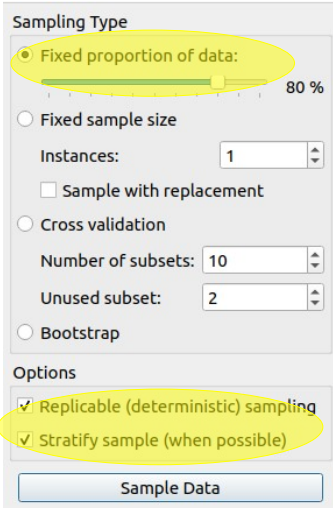 Sampling Type
Fixed proportion of data:
80 %
Fixed sample size
Instances: 1
Sample with replacement
Cross validation
Number of subsets: 10
Unused subset: 2
Bootstrap
Options
Replicable (deterministic) sampling
Stratify sample (when possible)
Sample Data